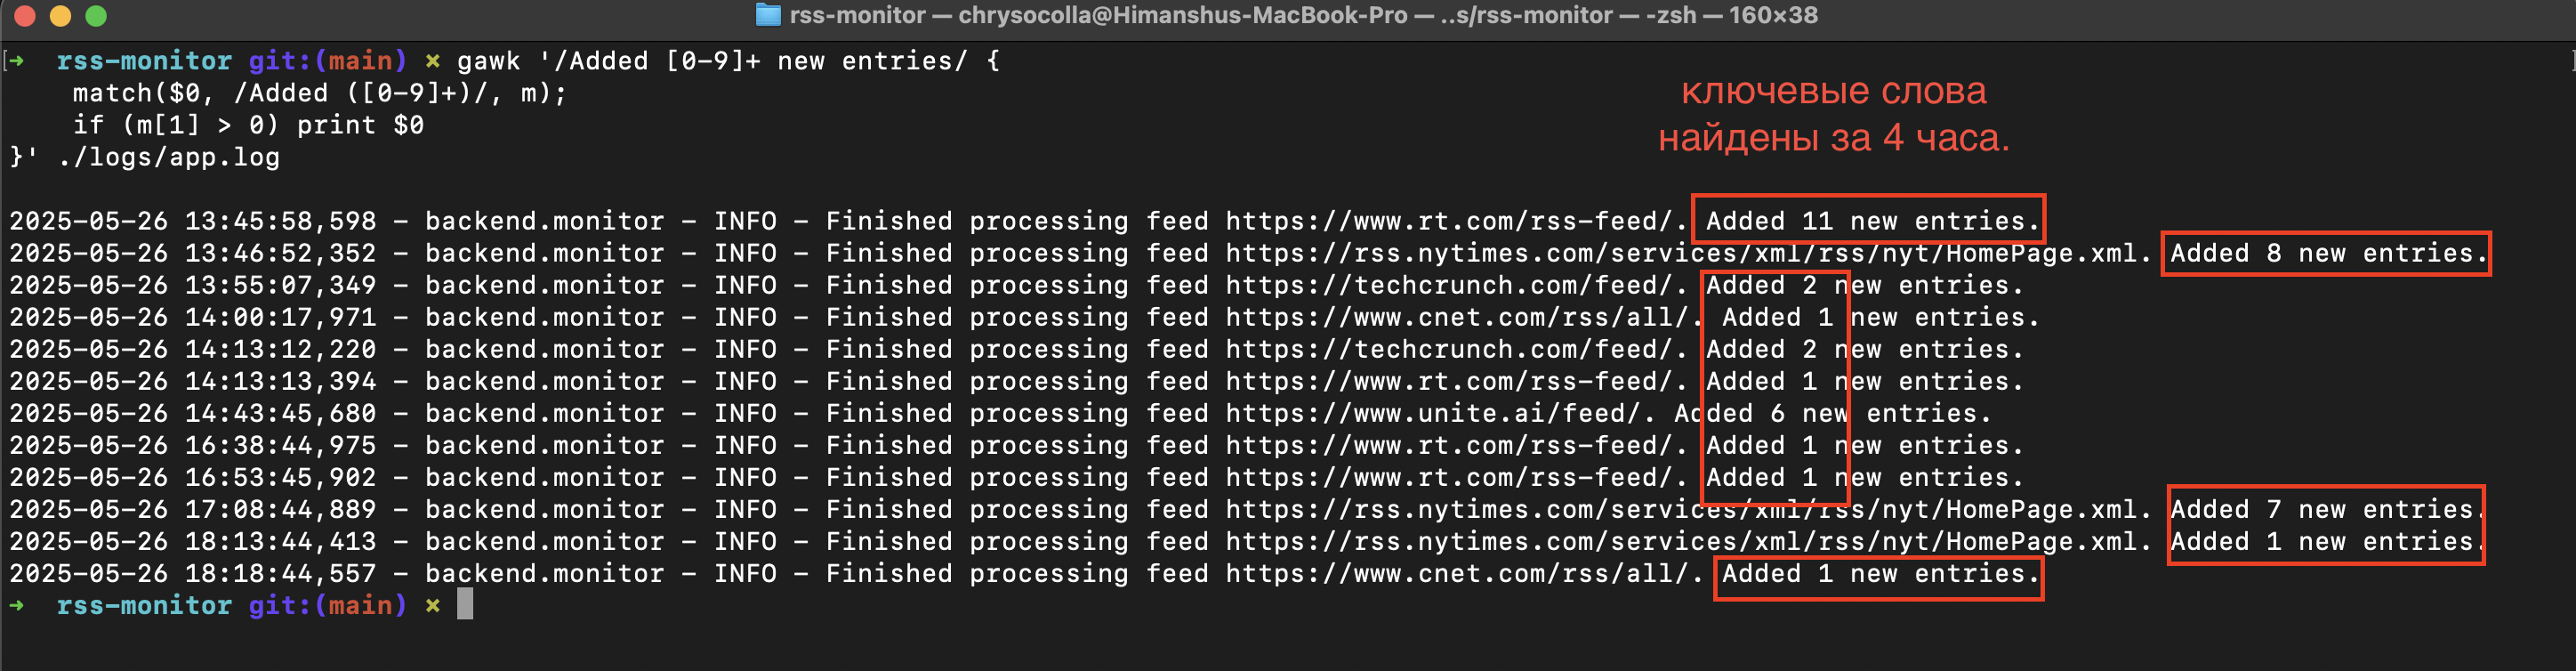 rss-monitor — chrysocolla@Himanshus-MacBook-Pro — ..s/rss-monitor — -zsh — 160×38
[➜  rss-monitor git:(main) ✗ gawk '/Added [0-9]+ new entries/ {
    match($0, /Added ([0-9]+)/, m);
    if (m[1] > 0) print $0
}' ./logs/app.log
ключевые слова
найдены за 4 часа.
2025-05-26 13:45:58,598 - backend.monitor - INFO - Finished processing feed https://www.rt.com/rss-feed/. Added 11 new entries.
2025-05-26 13:46:52,352 - backend.monitor - INFO - Finished processing feed https://rss.nytimes.com/services/xml/rss/nyt/HomePage.xml. Added 8 new entries.
2025-05-26 13:55:07,349 - backend.monitor - INFO - Finished processing feed https://techcrunch.com/feed/. Added 2 new entries.
2025-05-26 14:00:17,971 - backend.monitor - INFO - Finished processing feed https://www.cnet.com/rss/all/. Added 1 new entries.
2025-05-26 14:13:12,220 - backend.monitor - INFO - Finished processing feed https://techcrunch.com/feed/. Added 2 new entries.
2025-05-26 14:13:13,394 - backend.monitor - INFO - Finished processing feed https://www.rt.com/rss-feed/. Added 1 new entries.
2025-05-26 14:43:45,680 - backend.monitor - INFO - Finished processing feed https://www.unite.ai/feed/. Added 6 new entries.
2025-05-26 16:38:44,975 - backend.monitor - INFO - Finished processing feed https://www.rt.com/rss-feed/. Added 1 new entries.
2025-05-26 16:53:45,902 - backend.monitor - INFO - Finished processing feed https://www.rt.com/rss-feed/. Added 1 new entries.
2025-05-26 17:08:44,889 - backend.monitor - INFO - Finished processing feed https://rss.nytimes.com/services/xml/rss/nyt/HomePage.xml. Added 7 new entries.
2025-05-26 18:13:44,413 - backend.monitor - INFO - Finished processing feed https://rss.nytimes.com/services/xml/rss/nyt/HomePage.xml. Added 1 new entries.
2025-05-26 18:18:44,557 - backend.monitor - INFO - Finished processing feed https://www.cnet.com/rss/all/. Added 1 new entries.
➜  rss-monitor git:(main) ✗